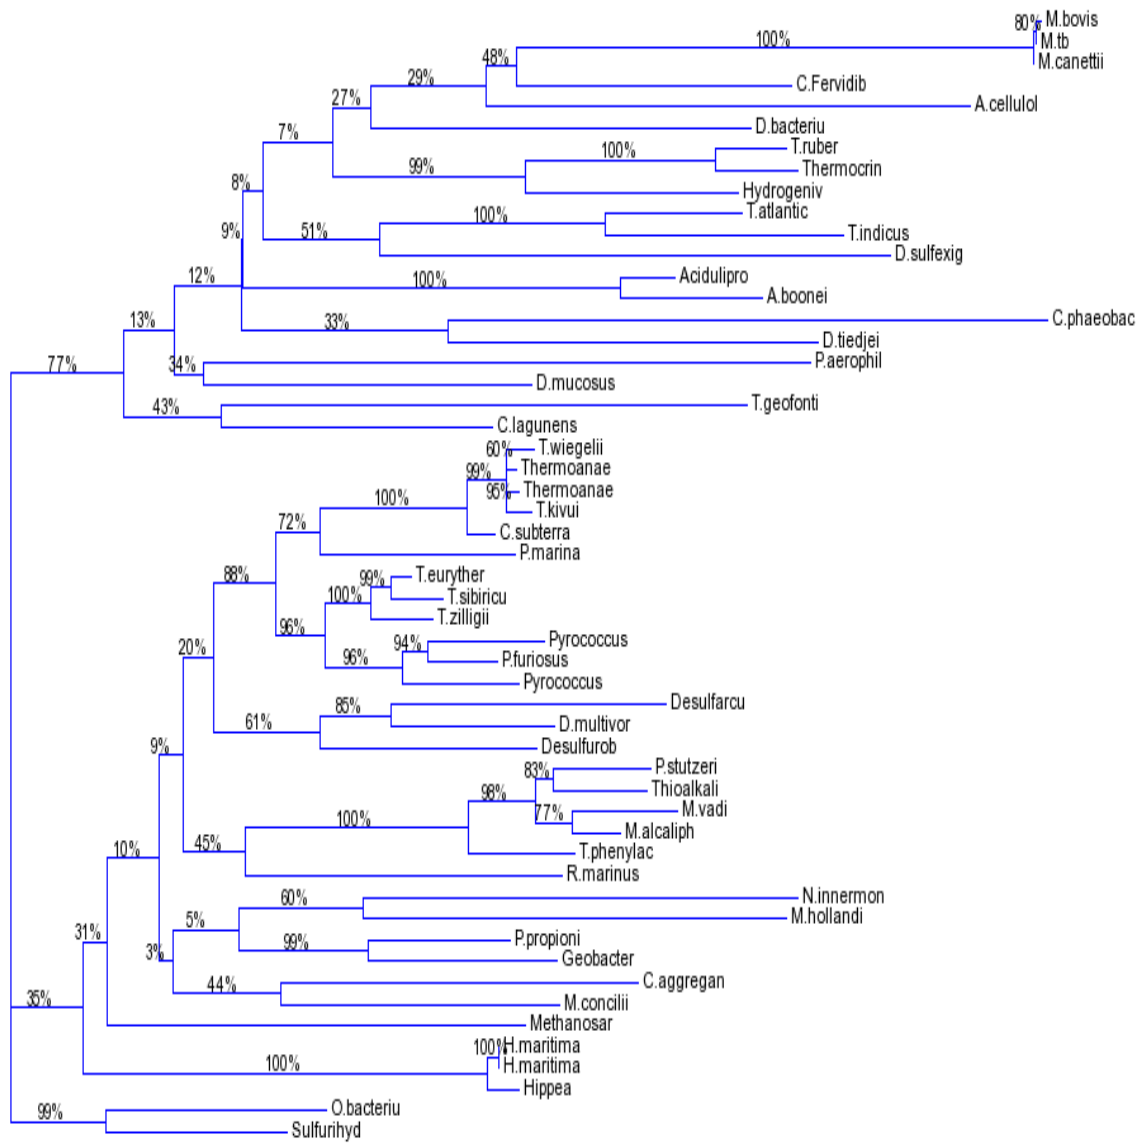 80% M.bovis
100% M.tb
48% M.canettii
29% C.Fervidib
27% A.cellulol
D.bacteriu
7% T.ruber
100% Thermocrin
99% Hydrogeniv
8% T.atlantic
100% T.indicus
9% 51% D.sulfexig
12% Acidulipro
100% A.boonei
13% 33% C.phaeobac
D.tiedjei
77% 34% P.aerophil
D.mucosus
43% T.geofonti
C.lagunens
60% T.wiegelii
99% Thermoanae
95% Thermoanae
100% T.kivui
72% C.subterra
P.marina
88% 99% T.euryther
100% T.sibiricu
96% T.zilligii
94% Pyrococcus
20% 96% P.furiosus
Pyrococcus
85% Desulfarcu
61% D.multivor
9% Desulfurob
83% P.stutzeri
98% Thioalkali
77% M.vadi
100% M.alcaliph
10% 45% T.phenylac
R.marinus
60% N.innermon
5% M.hollandi
31% 99% P.propioni
3% Geobacter
44% C.aggregan
35% M.concilii
Methanosar
100% H.maritima
100% H.maritima
Hippea
99% O.bacteriu
Sulfurihyd